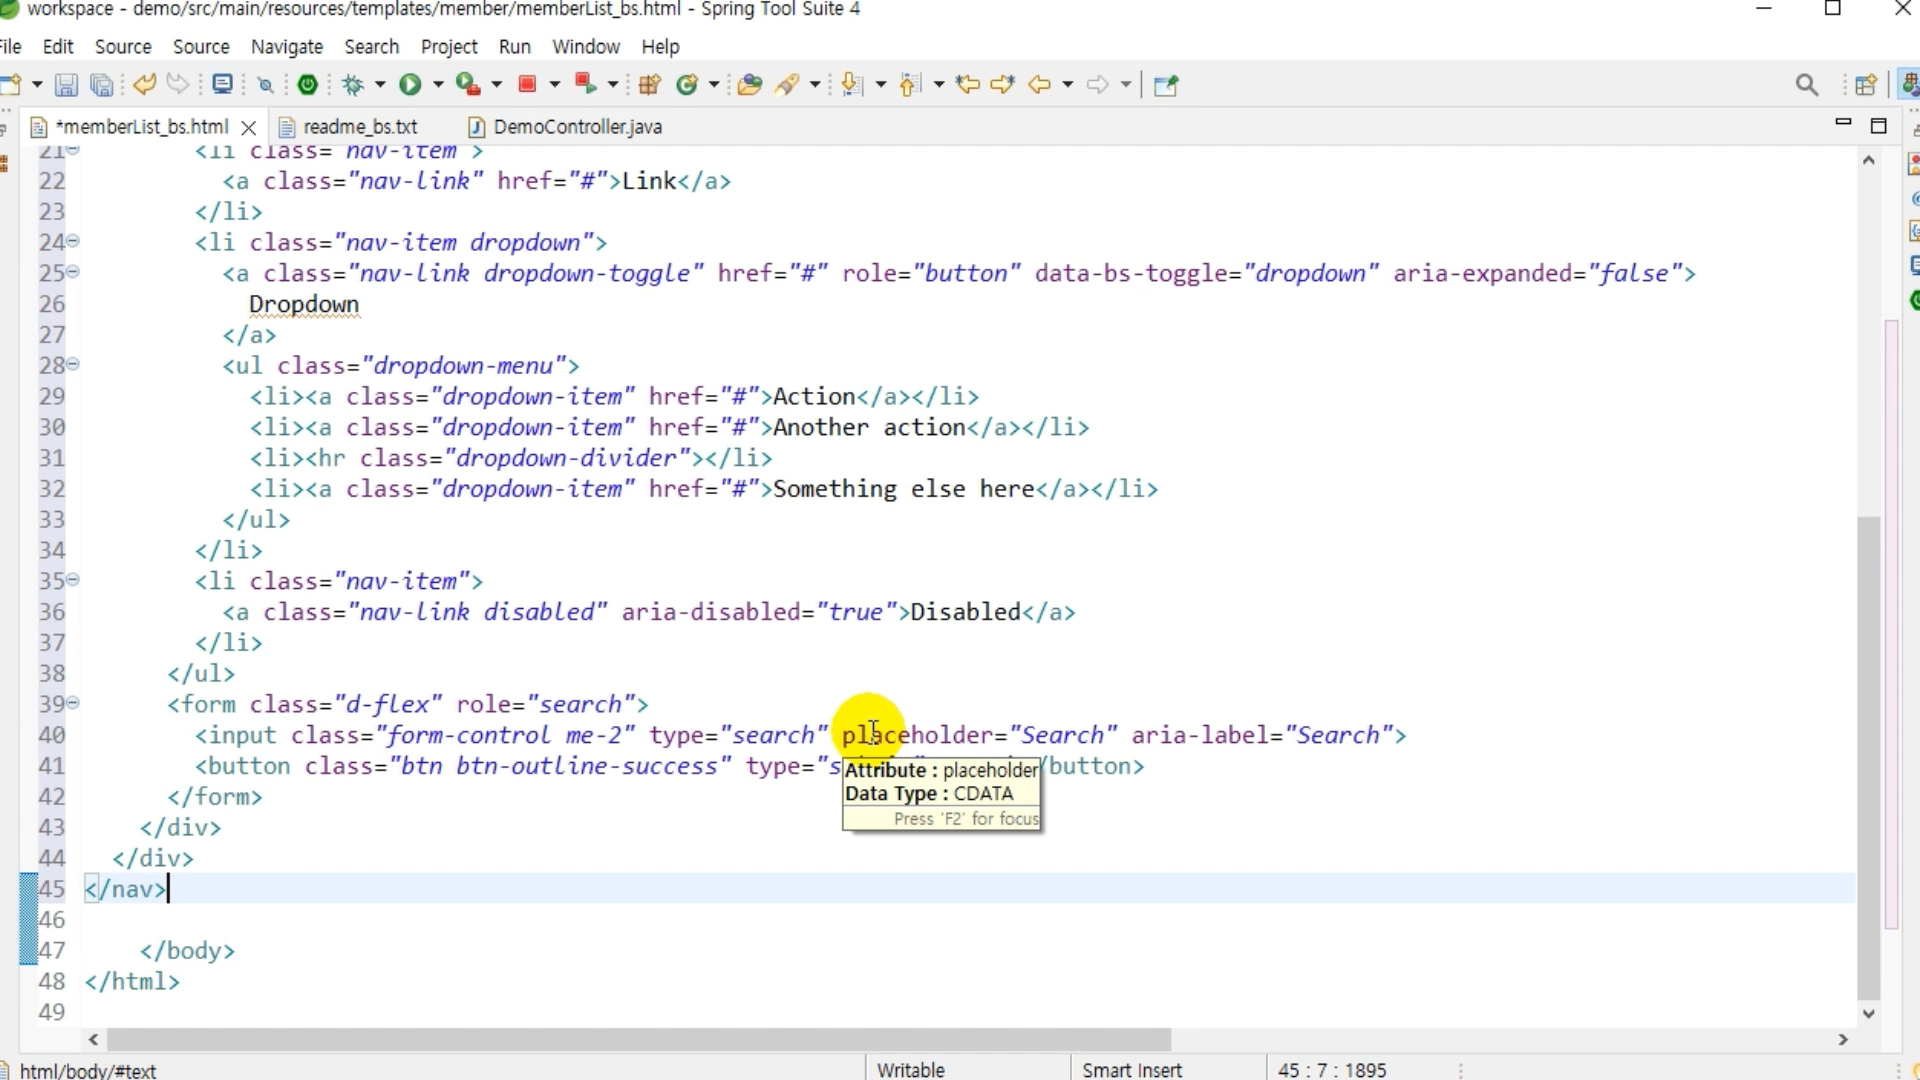 workspace - demo/src/main/resources/templates/member/memberList_bs.html - Spring Tool Suite 4
File Edit Source Source Navigate Search Project Run Window Help
*memberList_bs.html readme_bs.txt DemoController.java
21 <li class="nav-item">
22 <a class="nav-link" href="#">Link</a>
23 </li>
24 <li class="nav-item dropdown">
25 <a class="nav-link dropdown-toggle" href="#" role="button" data-bs-toggle="dropdown" aria-expanded="false">
26 Dropdown
27 </a>
28 <ul class="dropdown-menu">
29 <li><a class="dropdown-item" href="#">Action</a></li>
30 <li><a class="dropdown-item" href="#">Another action</a></li>
31 <li><hr class="dropdown-divider"></li>
32 <li><a class="dropdown-item" href="#">Something else here</a></li>
33 </ul>
34 </li>
35 <li class="nav-item">
36 <a class="nav-link disabled" aria-disabled="true">Disabled</a>
37 </li>
38 </ul>
39 <form class="d-flex" role="search">
40 <input class="form-control me-2" type="search" placeholder="Search" aria-label="Search">
41 <button class="btn btn-outline-success" type="s /button>
Attribute : placeholder
Data Type : CDATA
Press 'F2' for focus
42 </form>
43 </div>
44 </div>
45 </nav>
46
47 </body>
48 </html>
49
html/body/#text Writable Smart Insert 45 : 7 : 1895